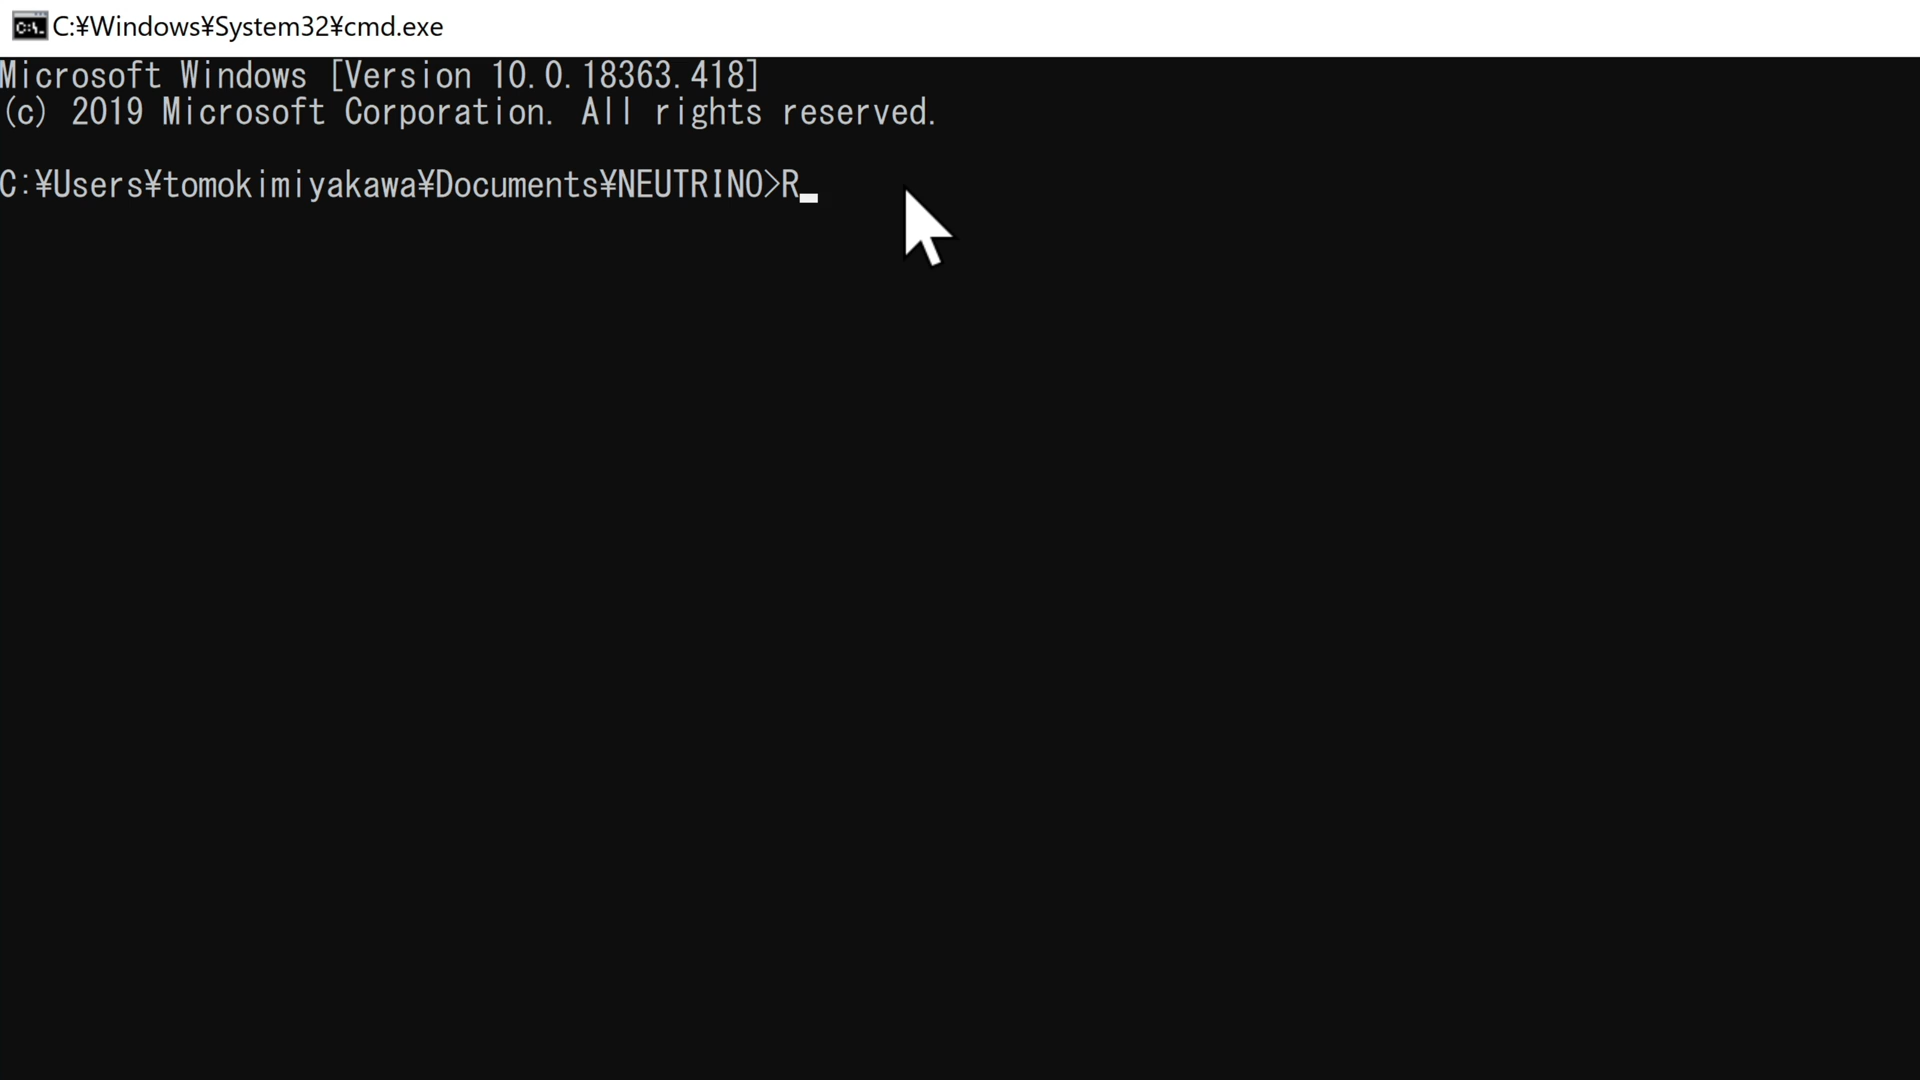 C:¥Windows¥System32¥cmd.exe
Microsoft Windows [Version 10.0.18363.418]
(c) 2019 Microsoft Corporation. All rights reserved.
C:¥Users¥tomokimiyakawa¥Documents¥NEUTRINO>R_